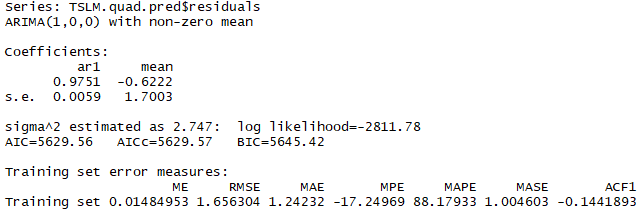 Series: TSLM.quad.pred$residuals
ARIMA(1,0,0) with non-zero mean
Coefficients:
ar1 mean
0.9751 -0.6222
s.e. 0.0059 1.7003
sigma^2 estimated as 2.747: log likelihood=-2811.78
AIC=5629.56 AICc=5629.57 BIC=5645.42
Training set error measures:
ME RMSE MAE MPE MAPE MASE ACF1
Training set 0.01484953 1.656304 1.24232 -17.24969 88.17933 1.004603 -0.1441893